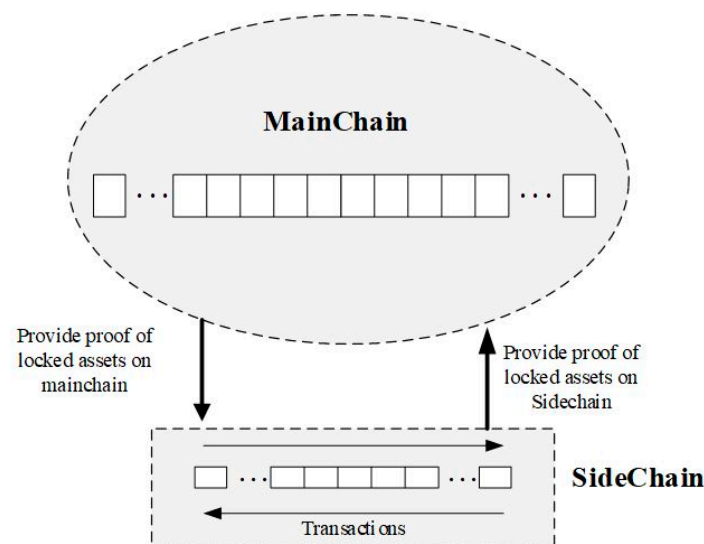 MainChain
Provide proof of
locked assets on
mainchain
Provide proof of
locked assets on
Sidechain
SideChain
Transactions